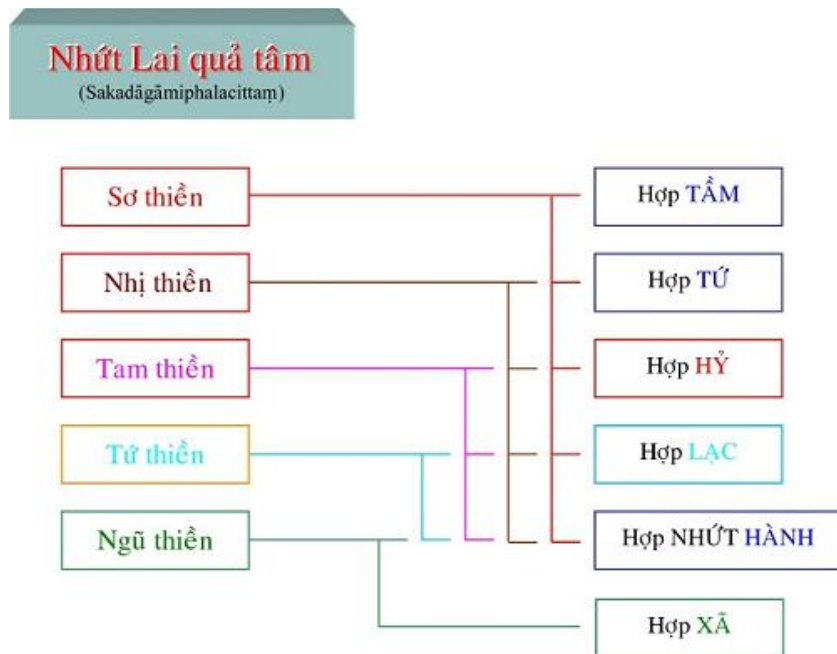 Nhứt Lai quả tâm
(Sakadāgāmiphalacittaṃ)
Sơ thiền
Hợp TẦM
Nhị thiền
Hợp TỨ
Tam thiền
Hợp HỶ
Tứ thiền
Hợp LẠC
Ngũ thiền
Hợp NHỨT HÀNH
Hợp XÃ